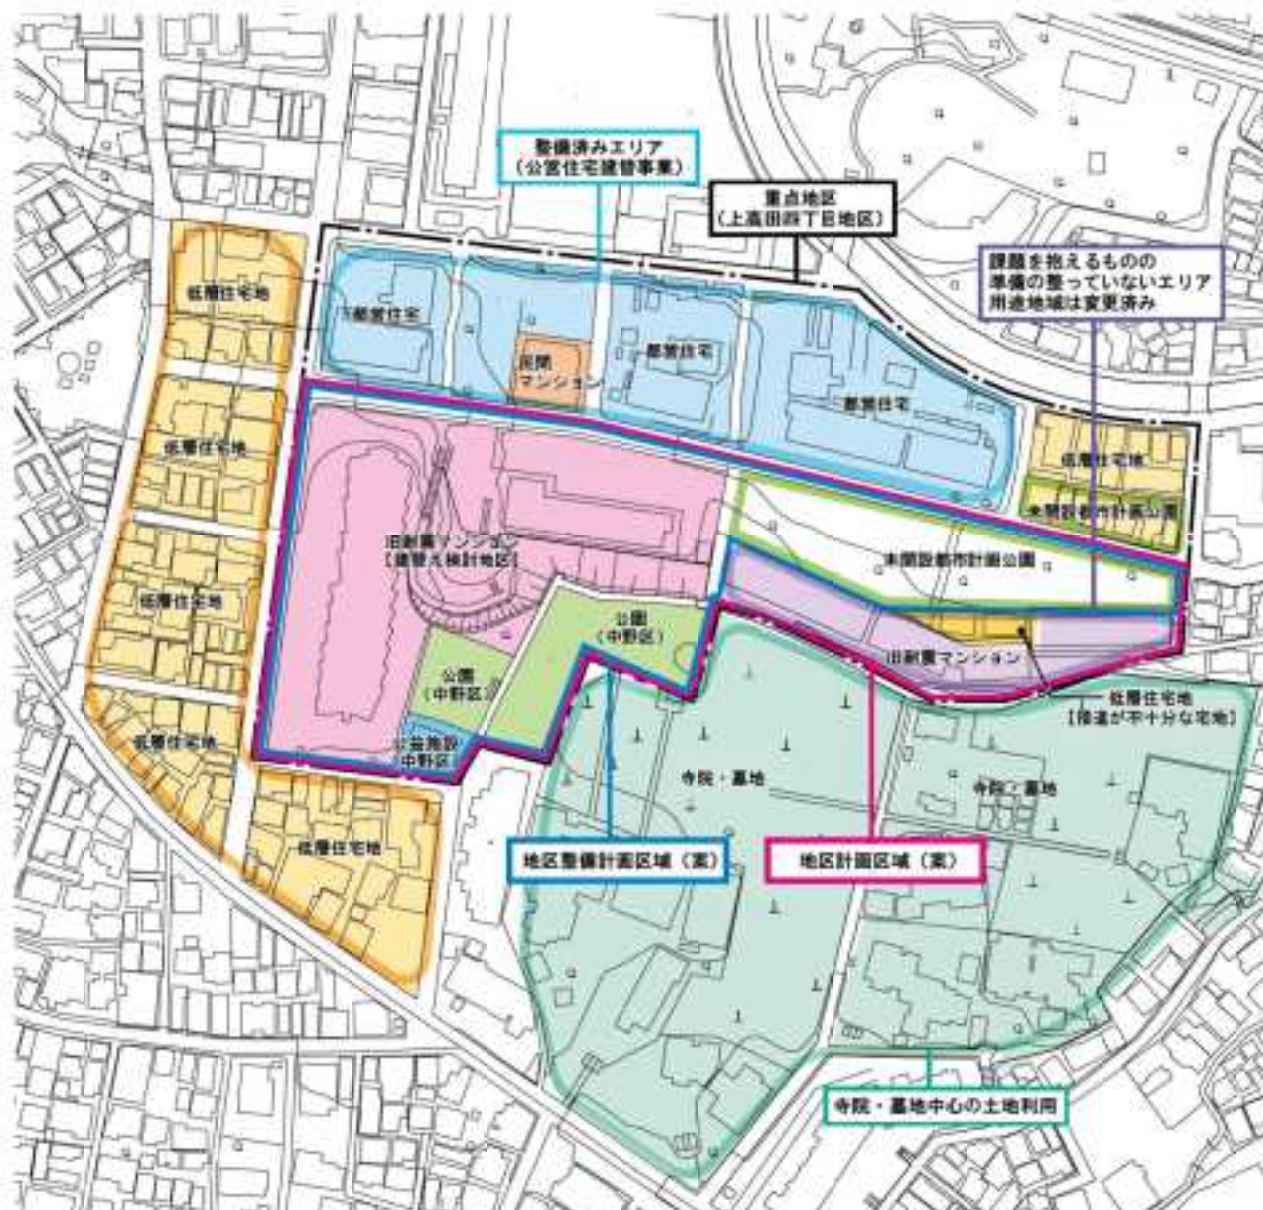 整備済みエリア
(公営住宅建替事業)
重点地区
(上高田四丁目地区)
課題を抱えるものの
準備の整っていないエリア
用途地域は変更済み
低層住宅地
都営住宅
民間
マンション
都営住宅
都営住宅
低層住宅地
低層住宅地
未開設都市計画公園
旧耐震マンション
[建替え検討地区]
未開設都市計画公園
低層住宅地
公園
(中野区)
旧耐震マンション
公園
(中野区)
低層住宅地
[接道が不十分な宅地]
低層住宅地
公益施設
中野区
寺院・墓地
寺院・墓地
低層住宅地
地区整備計画区域(案)
地区計画区域(案)
寺院・墓地中心の土地利用